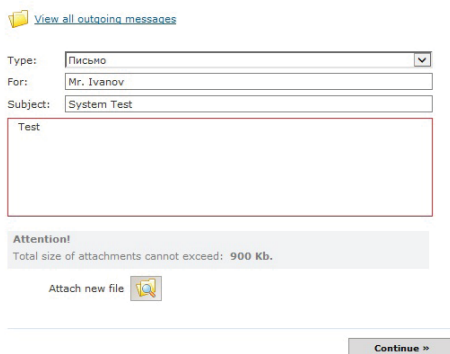 View all outgoing messages
Type: Письмо
For: Mr. Ivanov
Subject: System Test
Test
Attention!
Total size of attachments cannot exceed: 900 Kb.
Attach new file
Continue »